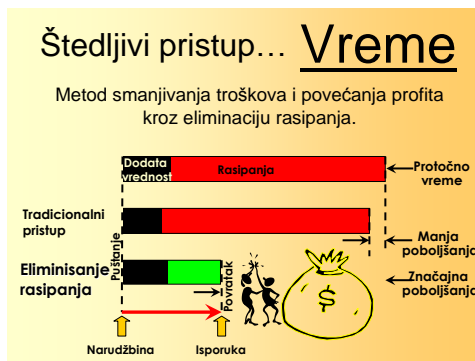 Štedljivi pristup... Vreme
Metod smanjivanja troškova i povećanja profita
kroz eliminaciju rasipanja.
Dodata
vrednost
Rasipanja
Protočno
vreme
Tradicionalni
pristup
Manja
poboljšanja
Eliminisanje
rasipanja
Puštanje
Povratak
Značajna
poboljšanja
$
Narudžbina
Isporuka